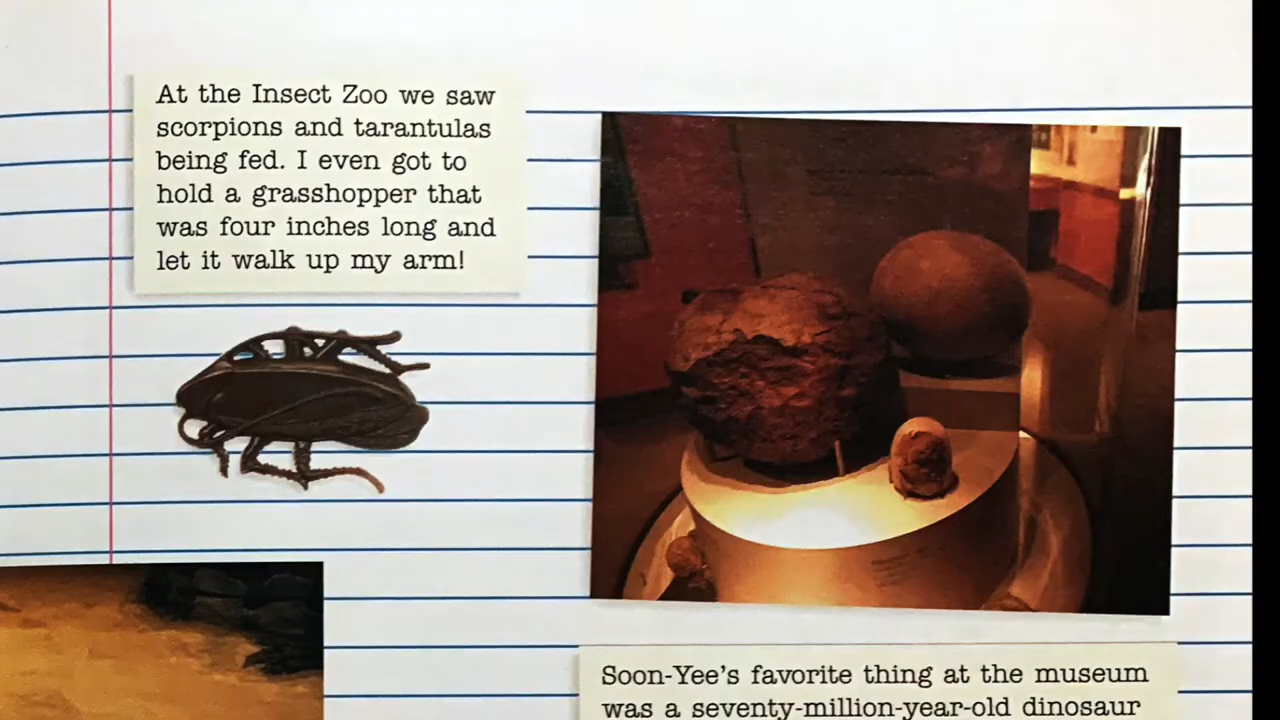 At the Insect Zoo we saw
scorpions and tarantulas
being fed. I even got to
hold a grasshopper that
was four inches long and
let it walk up my arm!
Soon-Yee's favorite thing at the museum
was a seventy-million-year-old dinosaur